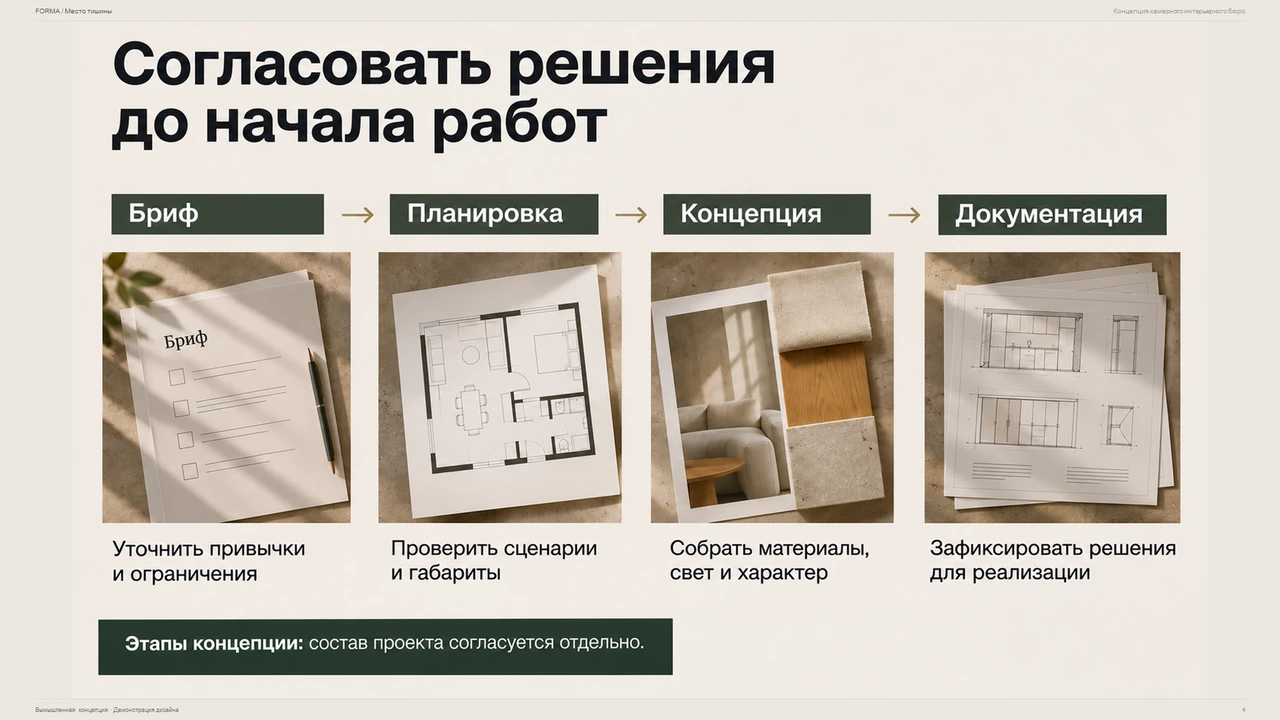 FORMA / Место тишины
Концепция камерного интерьерного бюро
Согласовать решения
до начала работ
Бриф → Планировка → Концепция → Документация
Бриф
Уточнить привычки
и ограничения
Проверить сценарии
и габариты
Собрать материалы,
свет и характер
Зафиксировать решения
для реализации
Этапы концепции: состав проекта согласуется отдельно.
Вымышленная концепция · Демонстрация дизайна
4